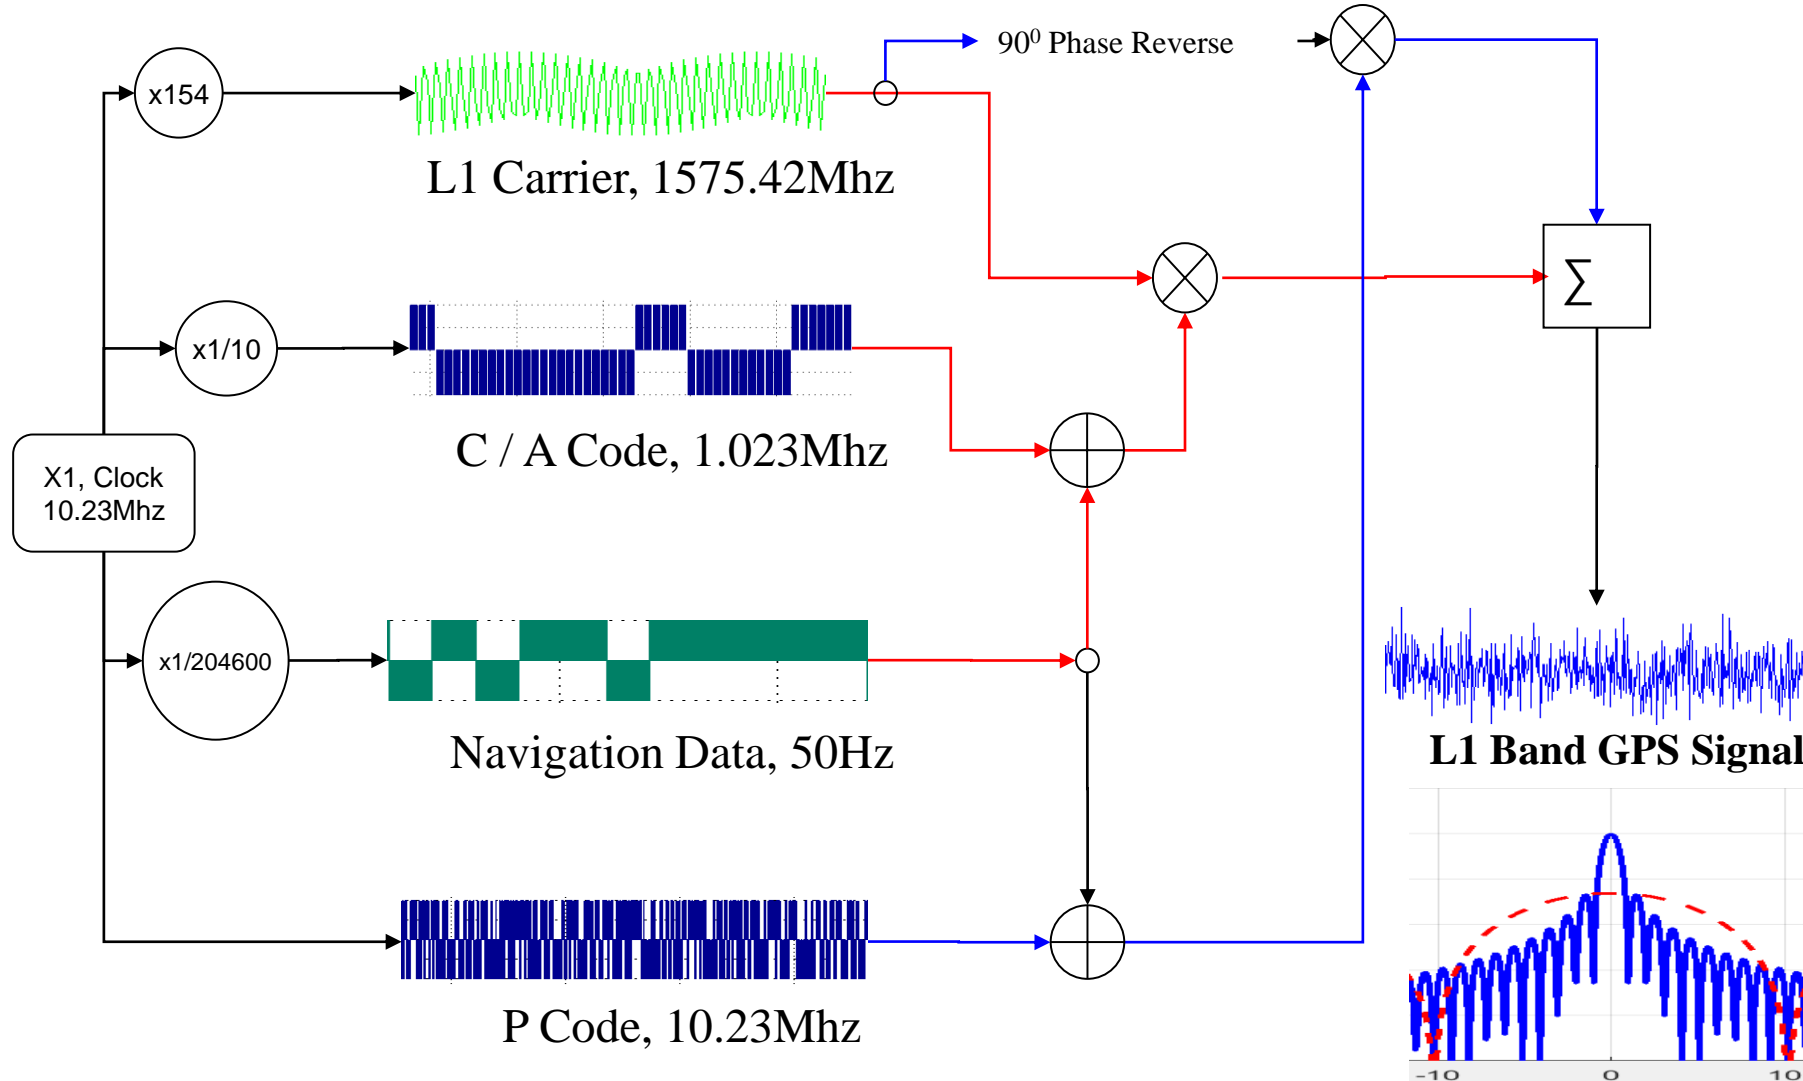 90⁰ Phase Reverse
x154
L1 Carrier, 1575.42Mhz
∑
x1/10
C / A Code, 1.023Mhz
X1, Clock
10.23Mhz
x1/204600
Navigation Data, 50Hz
L1 Band GPS Signal
P Code, 10.23Mhz
-10 0 10